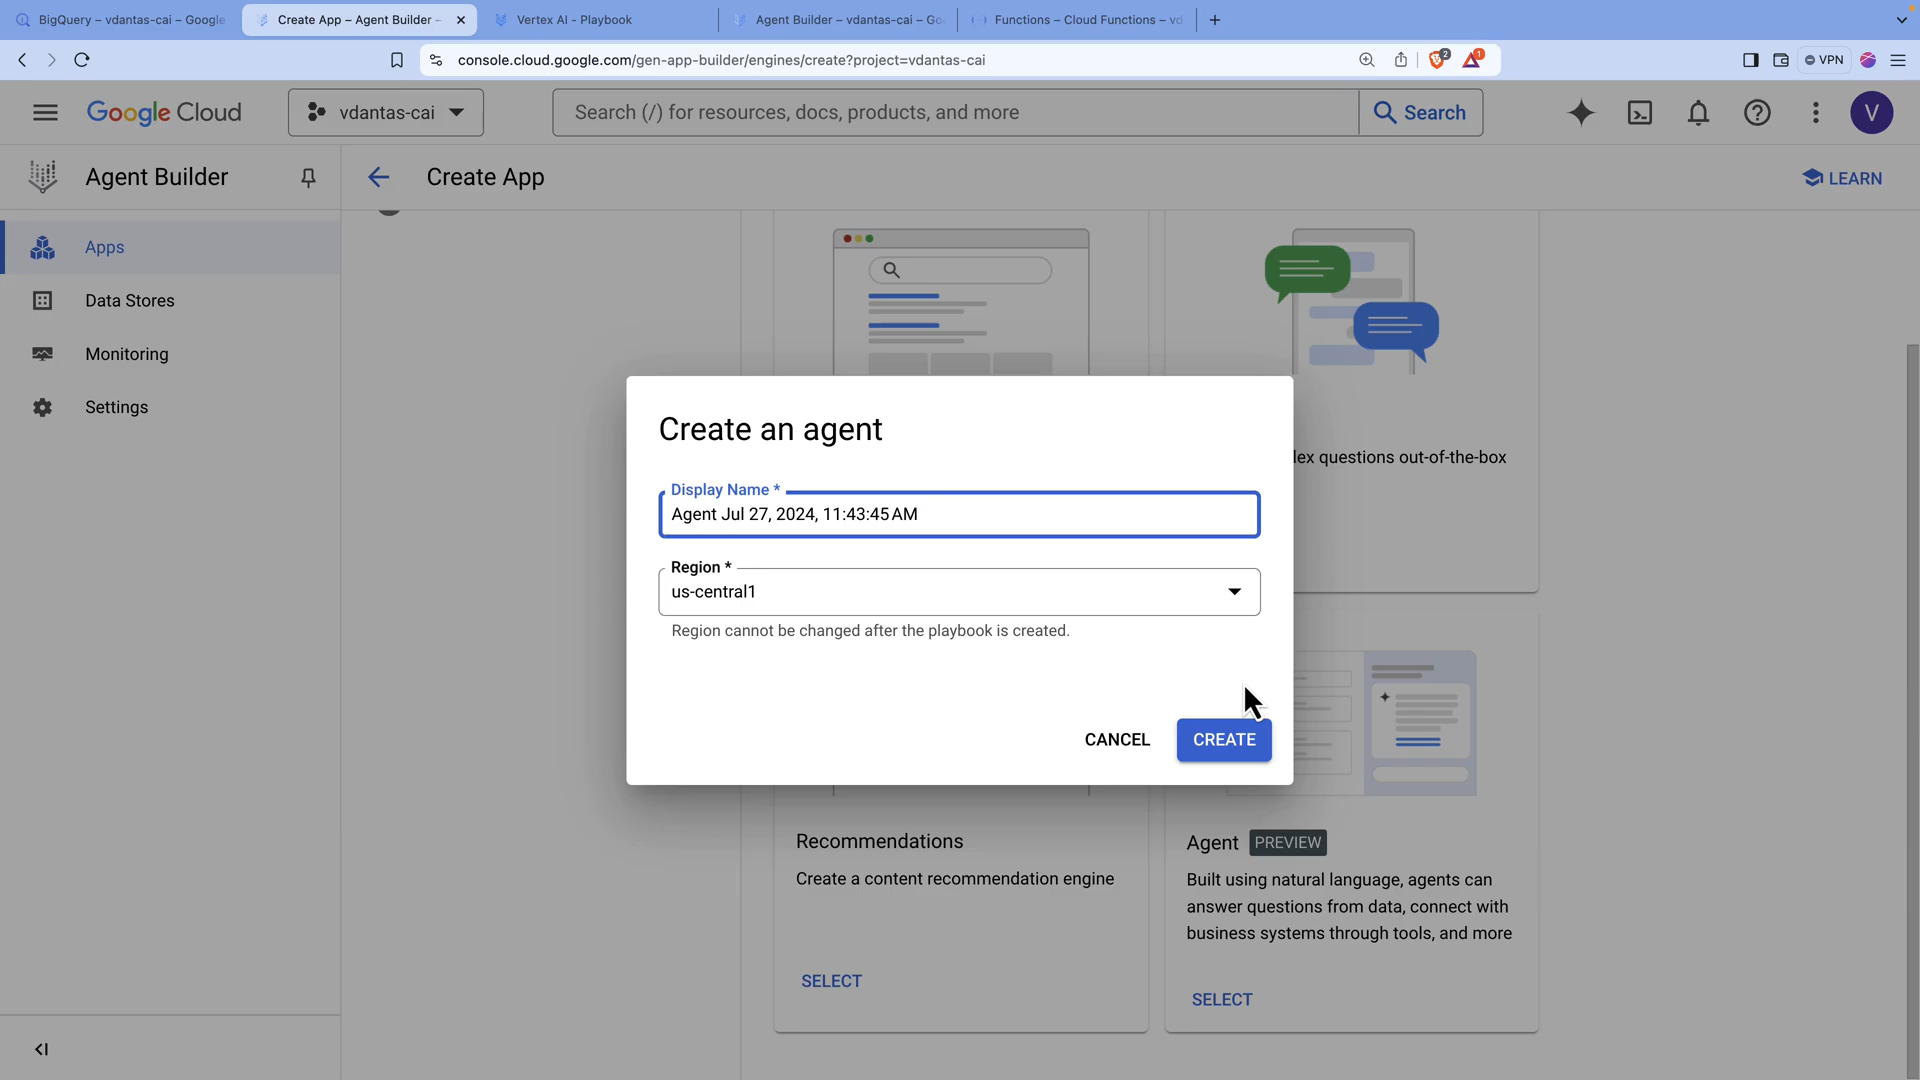 BigQuery – vdantas-cai – Google
Create App – Agent Builder –
Vertex AI - Playbook
Agent Builder – vdantas-cai – Go
Functions – Cloud Functions – vd
console.cloud.google.com/gen-app-builder/engines/create?project=vdantas-cai
2
1
VPN
Google Cloud
vdantas-cai
Search (/) for resources, docs, products, and more
Search
V
Agent Builder
Create App
LEARN
Apps
Data Stores
Monitoring
Settings
lex questions out-of-the-box
Create an agent
Display Name *
Agent Jul 27, 2024, 11:43:45 AM
Region *
us-central1
Region cannot be changed after the playbook is created.
CANCEL
CREATE
Recommendations
Create a content recommendation engine
SELECT
Agent PREVIEW
Built using natural language, agents can
answer questions from data, connect with
business systems through tools, and more
SELECT